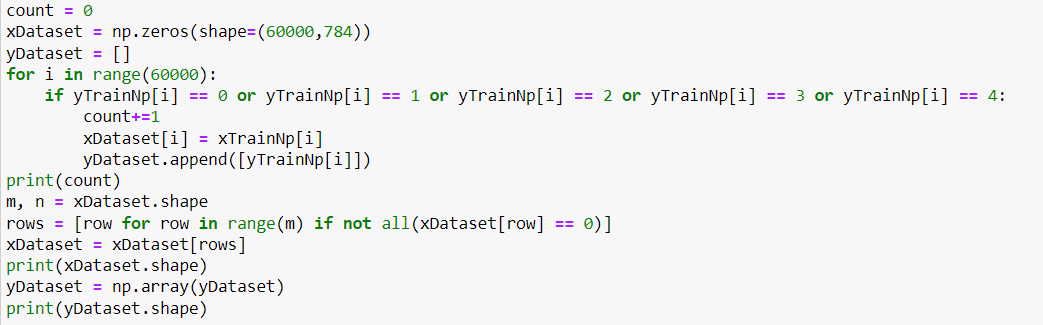 count = 0
xDataset = np.zeros(shape=(60000,784))
yDataset = []
for i in range(60000):
    if yTrainNp[i] == 0 or yTrainNp[i] == 1 or yTrainNp[i] == 2 or yTrainNp[i] == 3 or yTrainNp[i] == 4:
        count+=1
        xDataset[i] = xTrainNp[i]
        yDataset.append([yTrainNp[i]])
print(count)
m, n = xDataset.shape
rows = [row for row in range(m) if not all(xDataset[row] == 0)]
xDataset = xDataset[rows]
print(xDataset.shape)
yDataset = np.array(yDataset)
print(yDataset.shape)